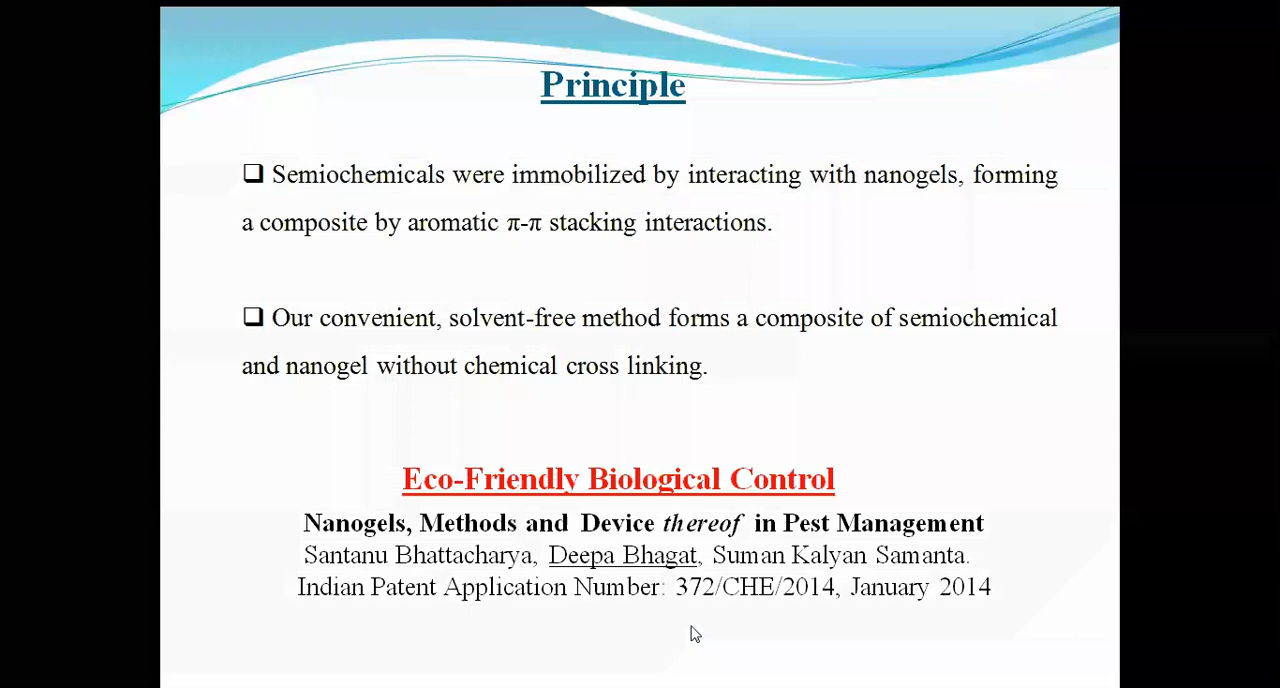 Principle
❑ Semiochemicals were immobilized by interacting with nanogels, forming
a composite by aromatic π-π stacking interactions.
❑ Our convenient, solvent-free method forms a composite of semiochemical
and nanogel without chemical cross linking.
Eco-Friendly Biological Control
Nanogels, Methods and Device thereof in Pest Management
Santanu Bhattacharya, Deepa Bhagat, Suman Kalyan Samanta.
Indian Patent Application Number: 372/CHE/2014, January 2014